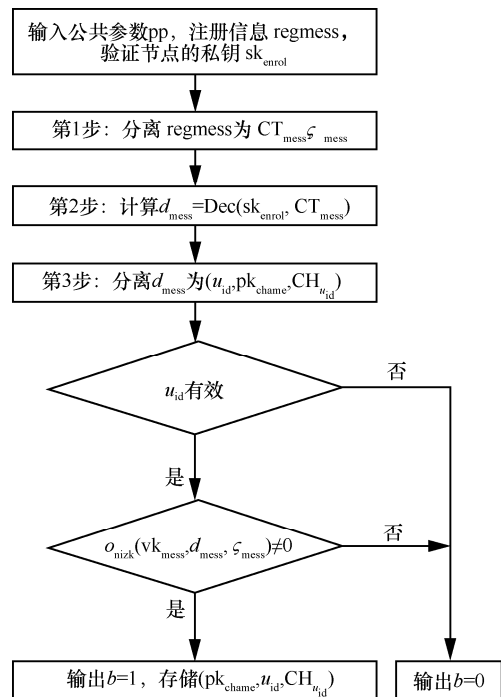 输入公共参数pp，注册信息 regmess，
验证节点的私钥 sk_enrol
第1步：分离 regmess为 CT_mess ς_mess
第2步：计算d_mess=Dec(sk_enrol, CT_mess)
第3步：分离d_mess为(u_id,pk_chame,CH_u_id)
u_id有效
否
是
o_nizk(vk_mess,d_mess, ς_mess)≠0
否
是
输出b=1，存储(pk_chame,u_id,CH_u_id)
输出b=0